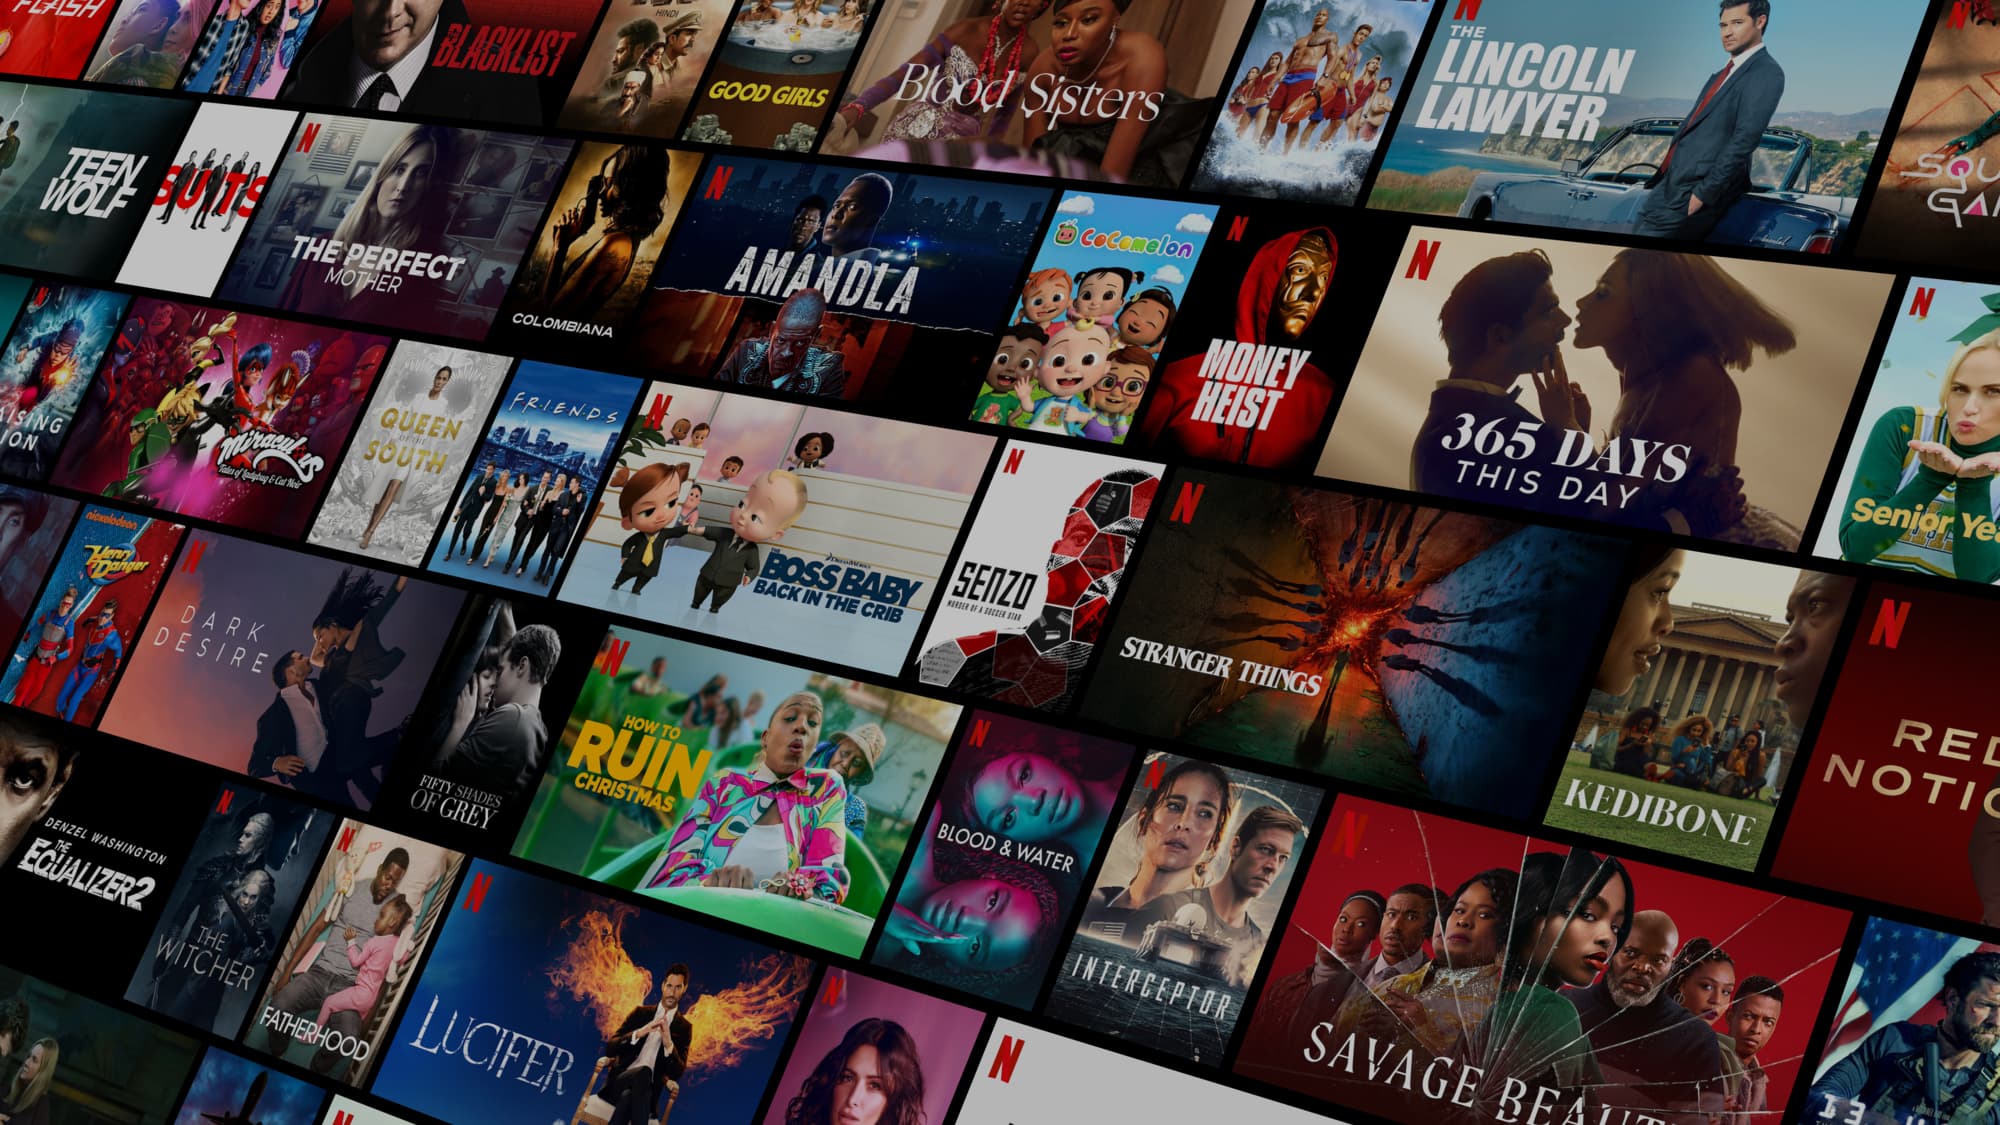 FLASH
BLACKLIST
HINDI
GOOD GIRLS
Blood Sisters
N
THE
LINCOLN
LAWYER
N
SQU
GA
TEEN
WOLF
SUITS
N
THE PERFECT
MOTHER
COLOMBIANA
N
AMANDLA
CoComelon
N
MONEY
HEIST
N
365 DAYS
THIS DAY
N
Senior Ye
N
AISING
ION
Miraculous
Tales of Ladybug & Cat Noir
QUEEN
OF THE
SOUTH
F·R·I·E·N·D·S
N
DREAMWORKS
THE
BOSS BABY
BACK IN THE CRIB
N
SENZO
MURDER OF A SOCCER STAR
N
STRANGER THINGS
KEDIBONE
N
RED
NOTIC
nickelodeon
Henry
Danger
N
DARK
DESIRE
FIFTY SHADES
OF GREY
N
HOW TO
RUIN
CHRISTMAS
N
BLOOD & WATER
N
INTERCEPTOR
N
SAVAGE BEAUT
DENZEL WASHINGTON
THE
EQUALIZER 2
N
THE
WITCHER
N
FATHERHOOD
N
LUCIFER
N
N
13
N